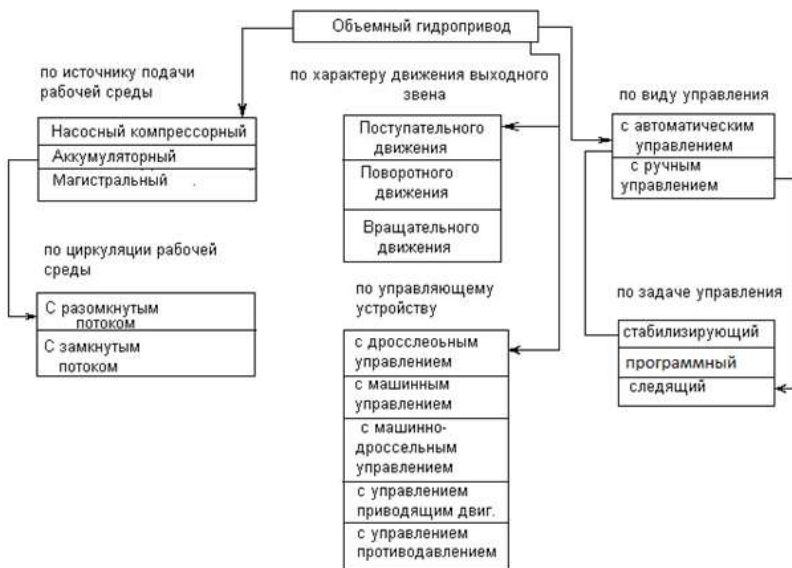 Объемный гидропривод
по источнику подачи
рабочей среды
Насосный компрессорный
Аккумуляторный
Магистральный
по циркуляции рабочей
среды
С разомкнутым
потоком
С замкнутым
потоком
по характеру движения выходного
звена
Поступательного
движения
Поворотного
движения
Вращательного
движения
по управляющему
устройству
с дросслеоьным
управлением
с машинным
управлением
с машинно-
дроссельным
управлением
с управлением
приводящим двиг.
с управлением
противодавлением
по виду управления
с автоматическим
управлением
с ручным
управлением
по задаче управления
стабилизирующий
программный
следящий